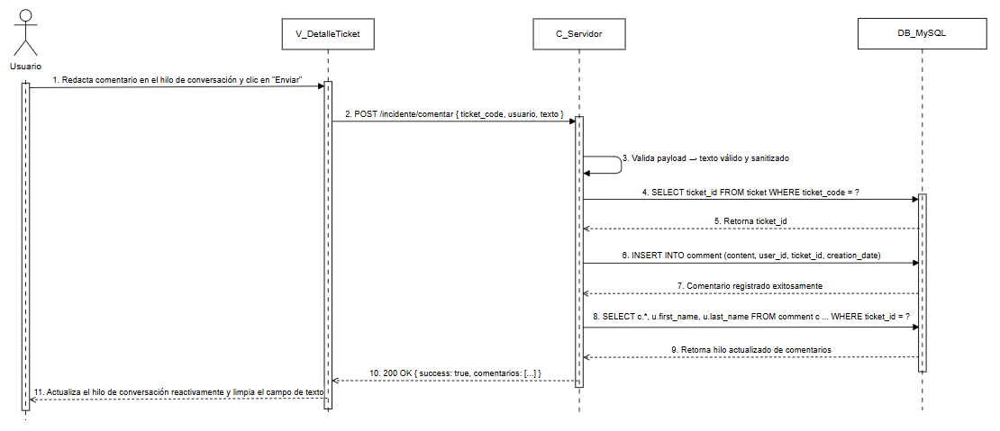 V_DetalleTicket
C_Servidor
DB_MySQL
Usuario
1. Redacta comentario en el hilo de conversación y clic en "Enviar"
2. POST /incidente/comentar { ticket_code, usuario, texto }
3. Valida payload → texto válido y sanitizado
4. SELECT ticket_id FROM ticket WHERE ticket_code = ?
5. Retorna ticket_id
6. INSERT INTO comment (content, user_id, ticket_id, creation_date)
7. Comentario registrado exitosamente
8. SELECT c.*, u.first_name, u.last_name FROM comment c ... WHERE ticket_id = ?
9. Retorna hilo actualizado de comentarios
10. 200 OK { success: true, comentarios: [...] }
11. Actualiza el hilo de conversación reactivamente y limpia el campo de texto